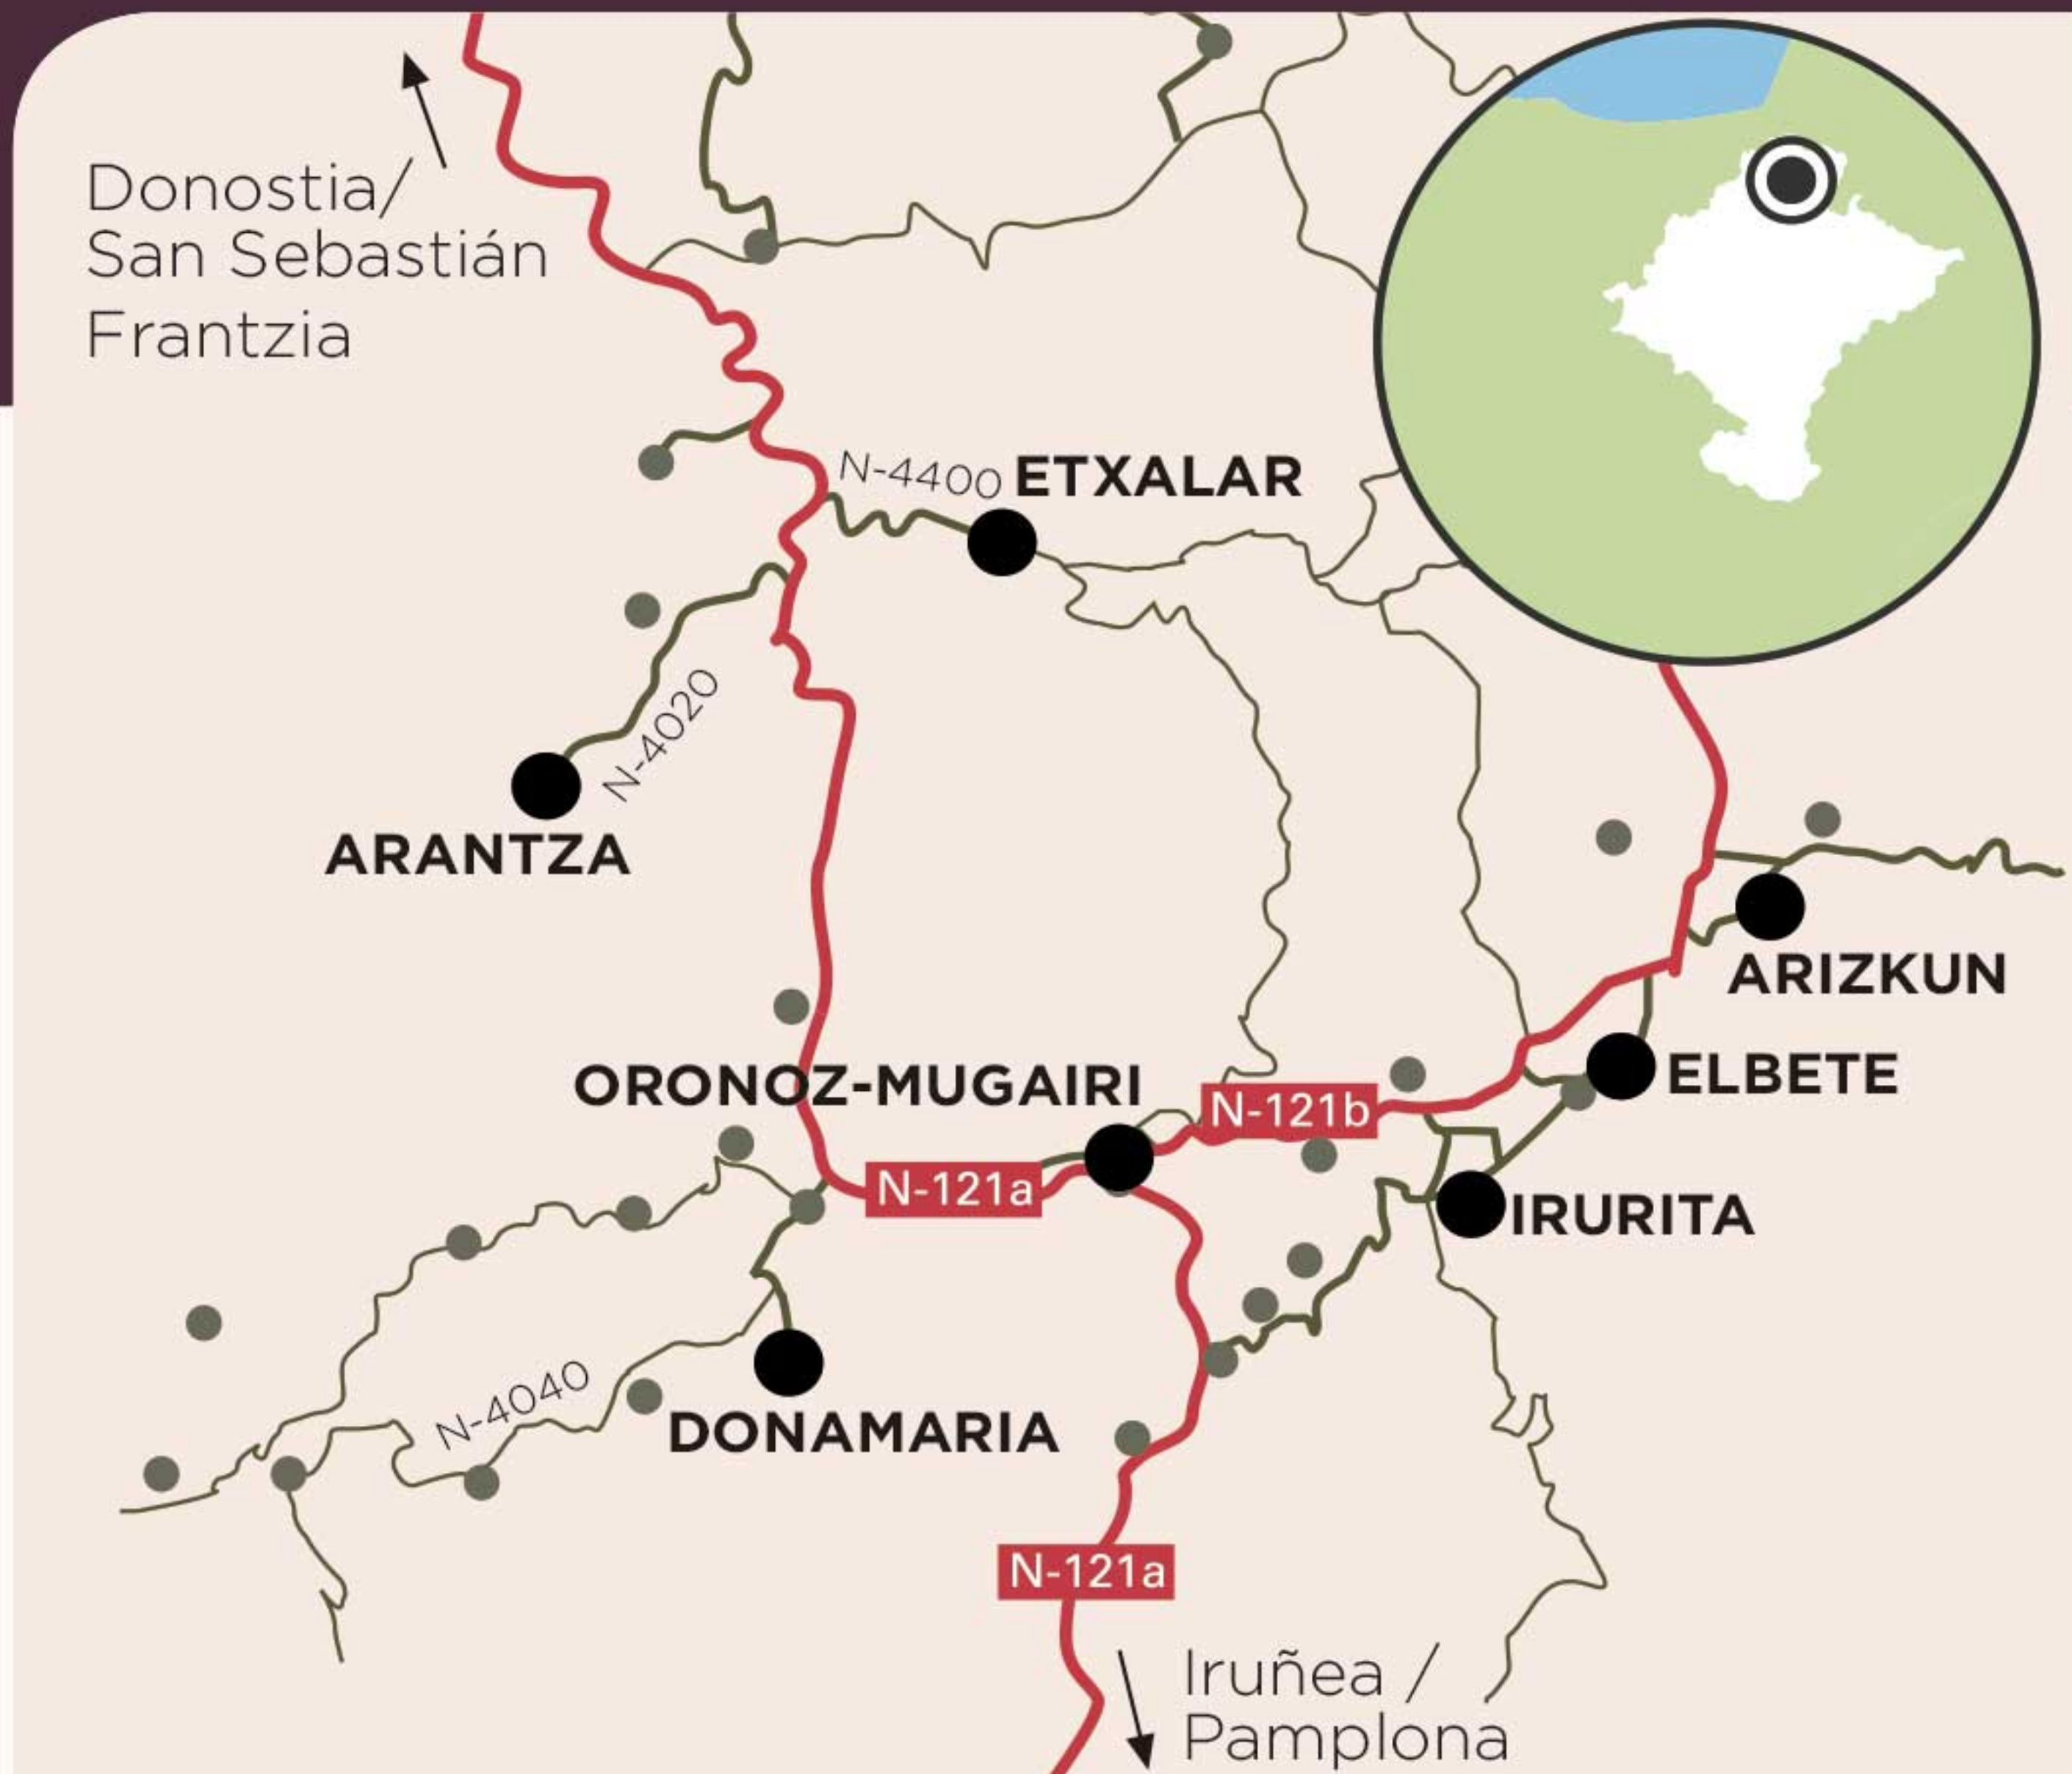 Donostia/
San Sebastián
Frantzia
N-4400
ETXALAR
N-4020
ARANTZA
ARIZKUN
ORONOZ-MUGAIRI
ELBETE
N-121b
N-121a
IRURITA
N-4040
DONAMARIA
N-121a
Iruñea /
Pamplona